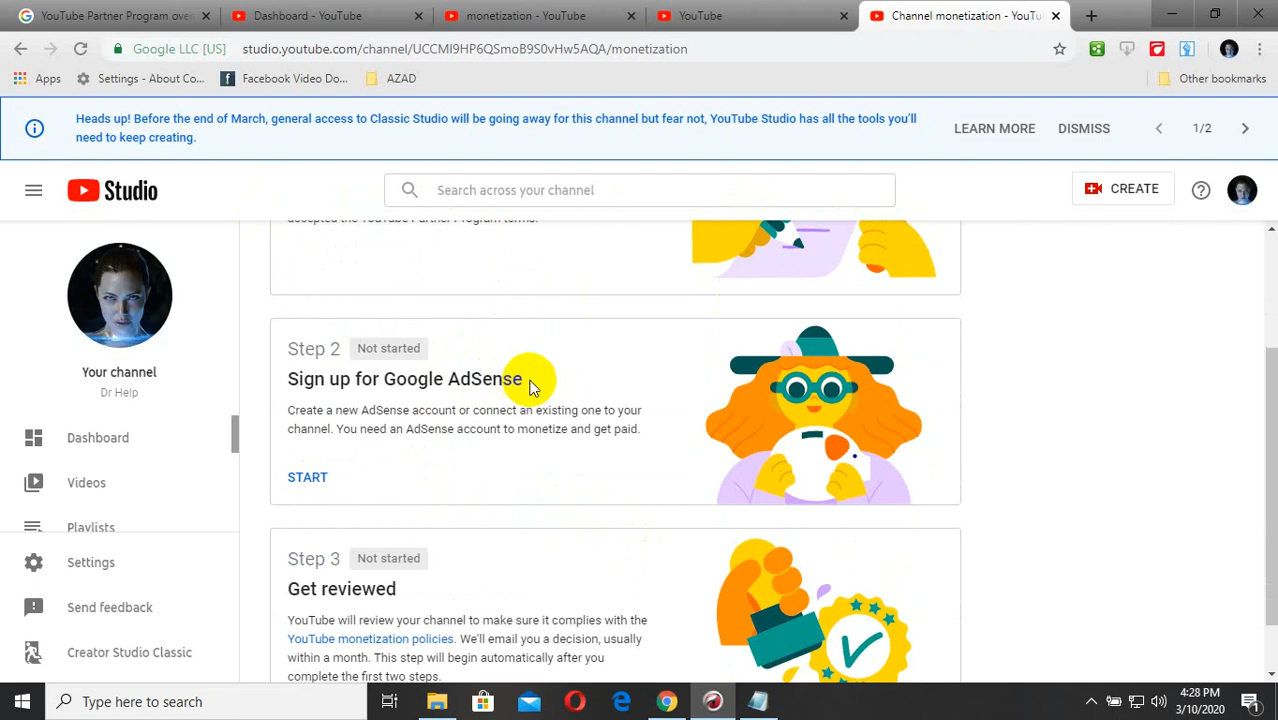 YouTube Partner Program over
Dashboard - YouTube
monetization - YouTube
YouTube
Channel monetization - YouTu
Google LLC [US]
studio.youtube.com/channel/UCCMI9HP6QSmoB9S0vHw5AQA/monetization
Apps
Settings - About Co...
Facebook Video Do...
AZAD
Other bookmarks
Heads up! Before the end of March, general access to Classic Studio will be going away for this channel but fear not, YouTube Studio has all the tools you'll
need to keep creating.
LEARN MORE
DISMISS
1/2
Studio
Search across your channel
CREATE
accepted the YouTube Partner Program terms.
Your channel
Dr Help
Dashboard
Videos
Playlists
Settings
Send feedback
Creator Studio Classic
Step 2 Not started
Sign up for Google AdSense
Create a new AdSense account or connect an existing one to your
channel. You need an AdSense account to monetize and get paid.
START
Step 3 Not started
Get reviewed
YouTube will review your channel to make sure it complies with the
YouTube monetization policies. We'll email you a decision, usually
within a month. This step will begin automatically after you
complete the first two steps.
Type here to search
4:28 PM
3/10/2020
1